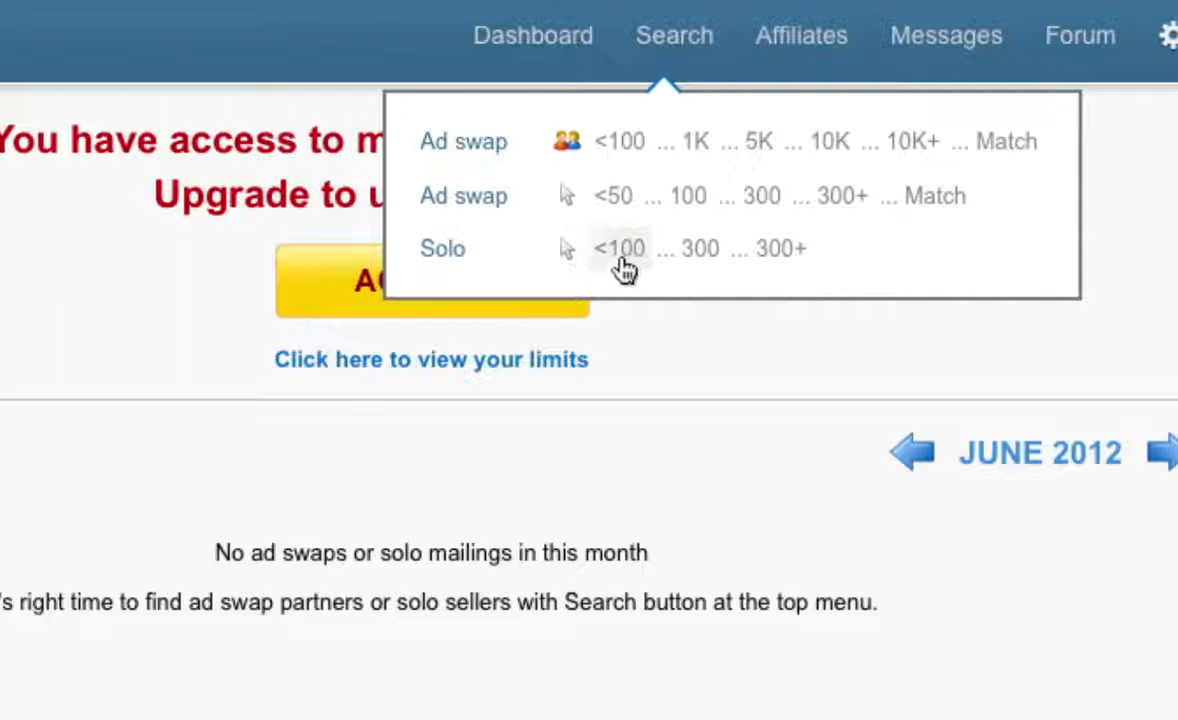 Dashboard Search Affiliates Messages Forum
You have access to m
Upgrade to u
Ad swap <100 ... 1K ... 5K ... 10K ... 10K+ ... Match
Ad swap <50 ... 100 ... 300 ... 300+ ... Match
Solo <100 ... 300 ... 300+
Click here to view your limits
JUNE 2012
No ad swaps or solo mailings in this month
's right time to find ad swap partners or solo sellers with Search button at the top menu.